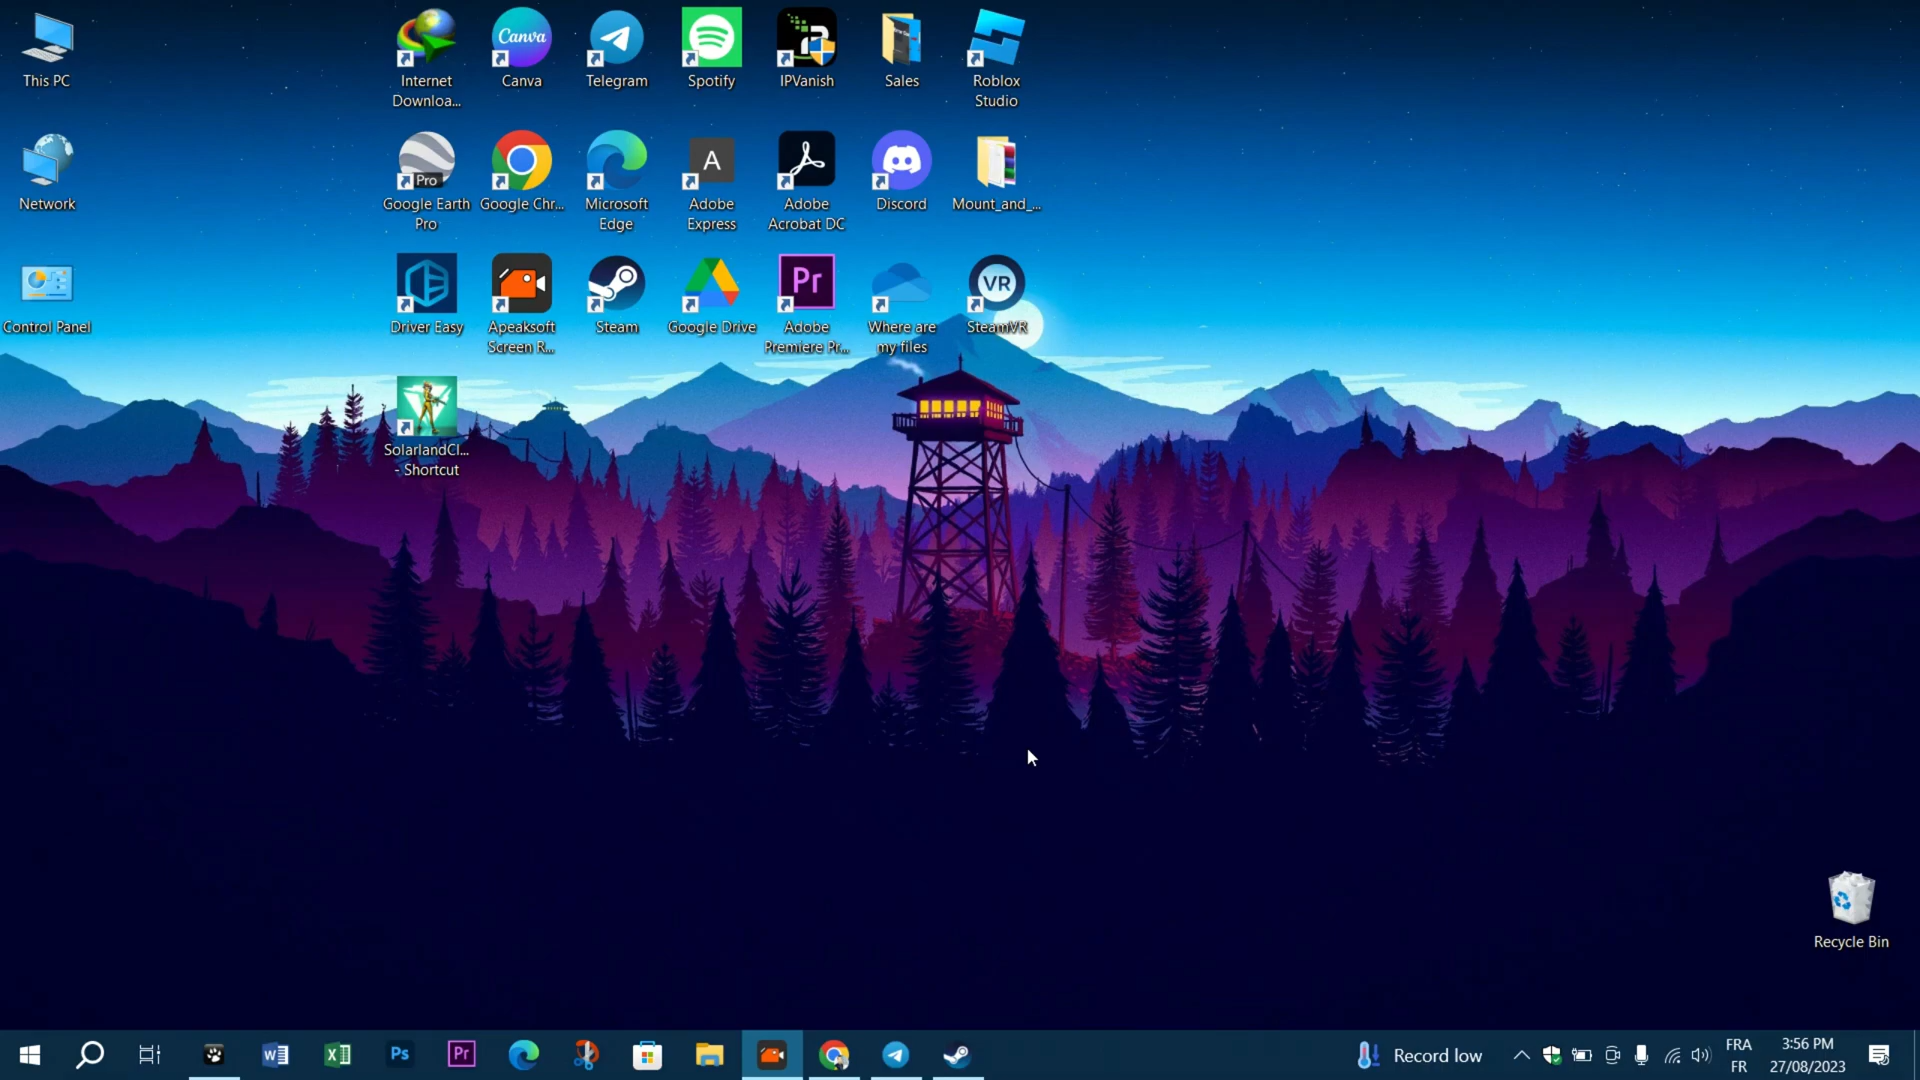 This PC
Internet
Downloa...
Canva
Canva
Telegram
Spotify
IPVanish
Sales
Roblox
Studio
Network
Pro
Google Earth
Pro
Google Chr...
Microsoft
Edge
A
Adobe
Express
Adobe
Acrobat DC
Discord
Mount_and_...
Control Panel
Driver Easy
Apeaksoft
Screen R...
Steam
Google Drive
Pr
Adobe
Premiere Pr...
Where are
my files
VR
SteamVR
SolarlandCl...
- Shortcut
Recycle Bin
W
X
Ps
Pr
Record low
FRA
FR
3:56 PM
27/08/2023